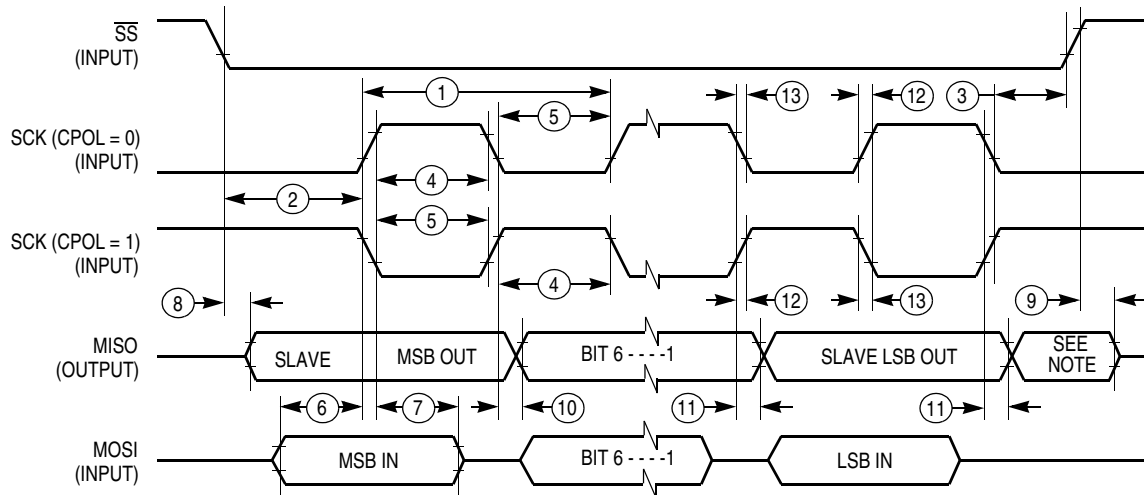 SS
(INPUT)
1
13
12
3
5
SCK (CPOL = 0)
(INPUT)
4
2
5
SCK (CPOL = 1)
(INPUT)
4
8
12
13
9
MISO
(OUTPUT)
SLAVE
MSB OUT
BIT 6 - - - -1
SLAVE LSB OUT
SEE
NOTE
6
7
10
11
11
MOSI
(INPUT)
MSB IN
BIT 6 - - - -1
LSB IN